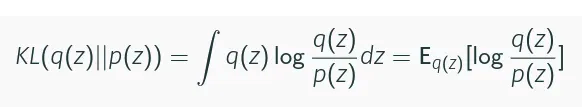 KL(q(z)||p(z)) = ∫ q(z) log q(z)/p(z) dz = E_q(z)[log q(z)/p(z)]